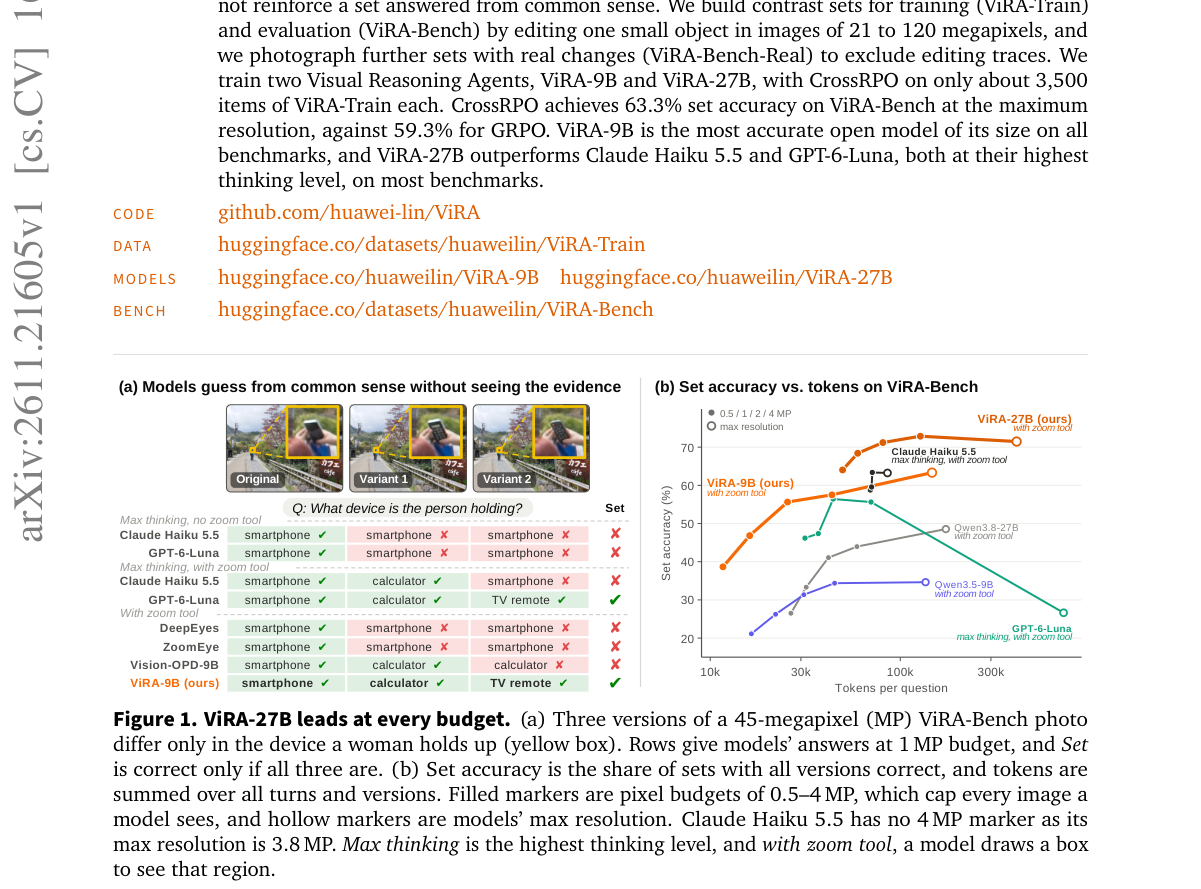 not reinforce a set answered from common sense. We build contrast sets for training (ViRA-Train)
and evaluation (ViRA-Bench) by editing one small object in images of 21 to 120 megapixels, and
we photograph further sets with real changes (ViRA-Bench-Real) to exclude editing traces. We
train two Visual Reasoning Agents, ViRA-9B and ViRA-27B, with CrossRPO on only about 3,500
items of ViRA-Train each. CrossRPO achieves 63.3% set accuracy on ViRA-Bench at the maximum
resolution, against 59.3% for GRPO. ViRA-9B is the most accurate open model of its size on all
benchmarks, and ViRA-27B outperforms Claude Haiku 5.5 and GPT-6-Luna, both at their highest
thinking level, on most benchmarks.
CODE github.com/huawei-lin/ViRA
DATA huggingface.co/datasets/huaweilin/ViRA-Train
MODELS huggingface.co/huaweilin/ViRA-9B huggingface.co/huaweilin/ViRA-27B
BENCH huggingface.co/datasets/huaweilin/ViRA-Bench
arXiv:2611.21605v1 [cs.CV]
(a) Models guess from common sense without seeing the evidence
カフェ cafe
カフェ cafe
カフェ cafe
Original Variant 1 Variant 2
Q: What device is the person holding? Set
Max thinking, no zoom tool
Claude Haiku 5.5 smartphone ✔ smartphone ✘ smartphone ✘ ✘
GPT-6-Luna smartphone ✔ smartphone ✘ smartphone ✘ ✘
Max thinking, with zoom tool
Claude Haiku 5.5 smartphone ✔ calculator ✔ smartphone ✘ ✘
GPT-6-Luna smartphone ✔ calculator ✔ TV remote ✔ ✔
With zoom tool
DeepEyes smartphone ✔ smartphone ✘ smartphone ✘ ✘
ZoomEye smartphone ✔ smartphone ✘ smartphone ✘ ✘
Vision-OPD-9B smartphone ✔ calculator ✔ calculator ✘ ✘
ViRA-9B (ours) smartphone ✔ calculator ✔ TV remote ✔ ✔
(b) Set accuracy vs. tokens on ViRA-Bench
0.5 / 1 / 2 / 4 MP
max resolution
ViRA-27B (ours)
with zoom tool
Claude Haiku 5.5
max thinking, with zoom tool
ViRA-9B (ours)
with zoom tool
Qwen3.8-27B
with zoom tool
Qwen3.5-9B
with zoom tool
GPT-6-Luna
max thinking, with zoom tool
Set accuracy (%)
70
60
50
40
30
20
10k 30k 100k 300k
Tokens per question
Figure 1. ViRA-27B leads at every budget. (a) Three versions of a 45-megapixel (MP) ViRA-Bench photo
differ only in the device a woman holds up (yellow box). Rows give models’ answers at 1 MP budget, and Set
is correct only if all three are. (b) Set accuracy is the share of sets with all versions correct, and tokens are
summed over all turns and versions. Filled markers are pixel budgets of 0.5–4 MP, which cap every image a
model sees, and hollow markers are models’ max resolution. Claude Haiku 5.5 has no 4 MP marker as its
max resolution is 3.8 MP. Max thinking is the highest thinking level, and with zoom tool, a model draws a box
to see that region.